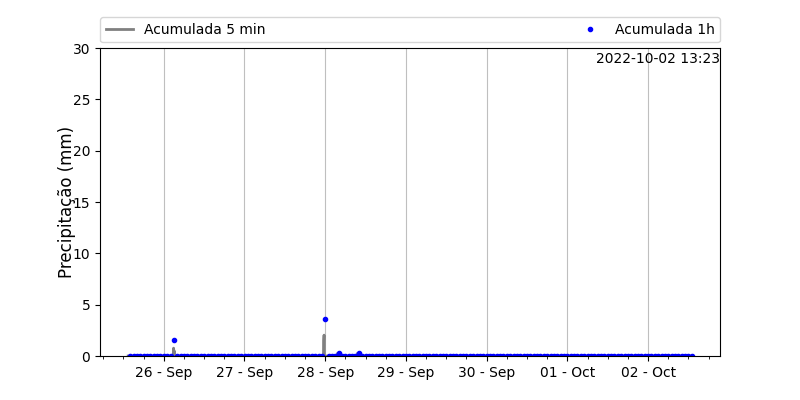 Acumulada 5 min
Acumulada 1h
2022-10-02 13:23
Precipitação (mm)
30
25
20
15
10
5
0
26 - Sep
27 - Sep
28 - Sep
29 - Sep
30 - Sep
01 - Oct
02 - Oct